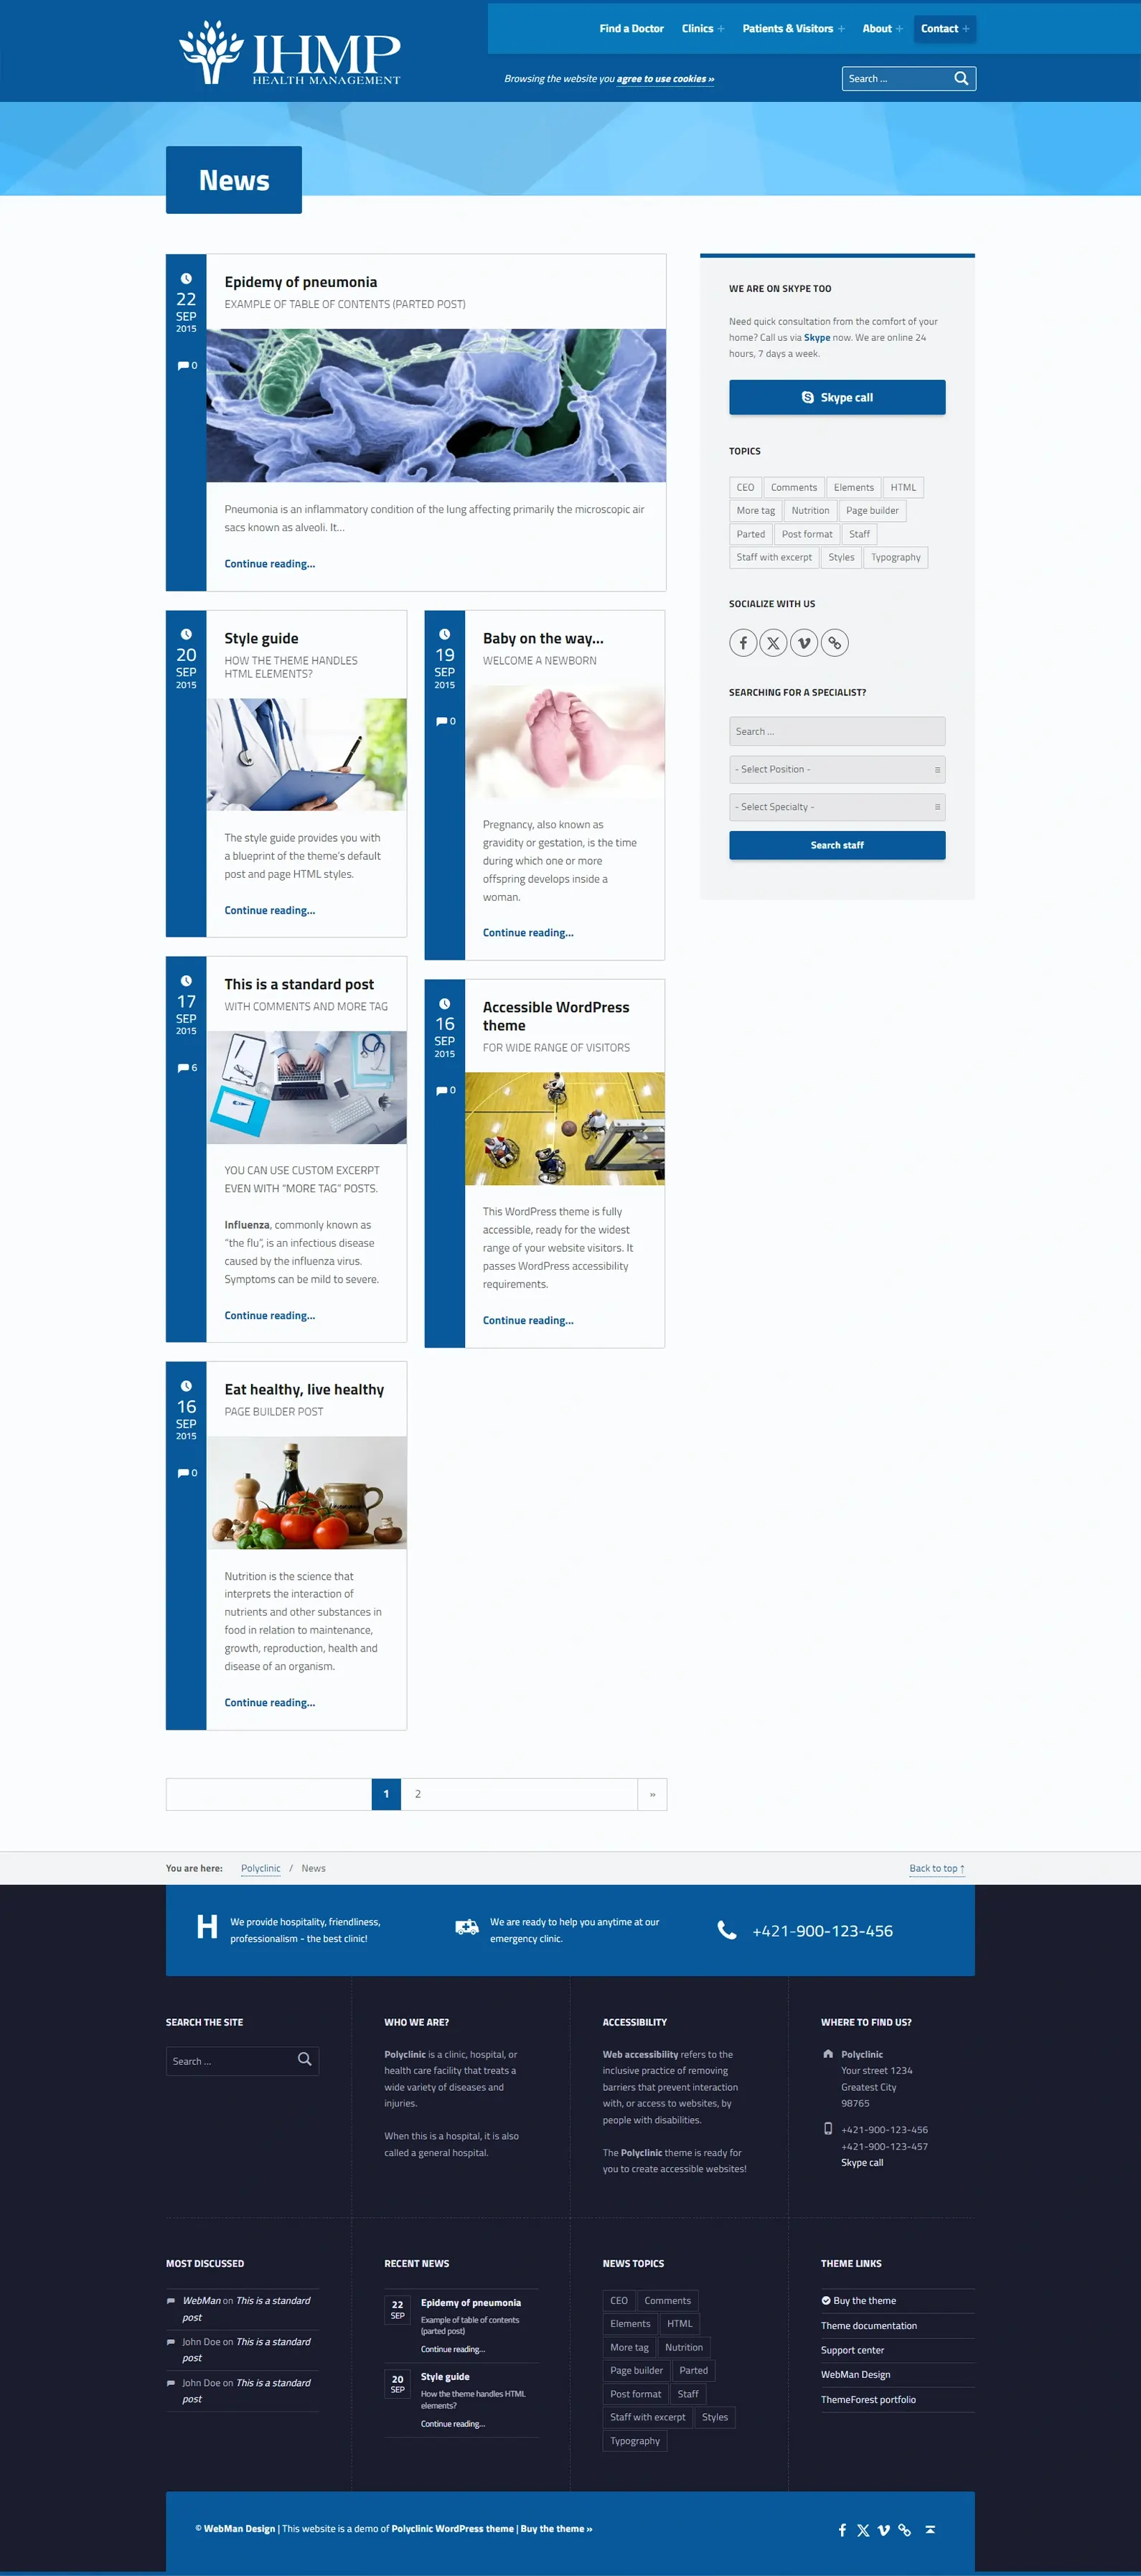 IHMP
HEALTH MANAGEMENT
Find a Doctor Clinics + Patients & Visitors + About + Contact +
Browsing the website you agree to use cookies »
Search ...
News
22
SEP
2015
0
Epidemy of pneumonia
EXAMPLE OF TABLE OF CONTENTS (PARTED POST)
Pneumonia is an inflammatory condition of the lung affecting primarily the microscopic air
sacs known as alveoli. It…
Continue reading…
20
SEP
2015
Style guide
HOW THE THEME HANDLES
HTML ELEMENTS?
The style guide provides you with
a blueprint of the theme's default
post and page HTML styles.
Continue reading…
19
SEP
2015
0
Baby on the way…
WELCOME A NEWBORN
Pregnancy, also known as
gravidity or gestation, is the time
during which one or more
offspring develops inside a
woman.
Continue reading…
17
SEP
2015
6
This is a standard post
WITH COMMENTS AND MORE TAG
YOU CAN USE CUSTOM EXCERPT
EVEN WITH "MORE TAG" POSTS.
Influenza, commonly known as
"the flu", is an infectious disease
caused by the influenza virus.
Symptoms can be mild to severe.
Continue reading…
16
SEP
2015
0
Accessible WordPress
theme
FOR WIDE RANGE OF VISITORS
This WordPress theme is fully
accessible, ready for the widest
range of your website visitors. It
passes WordPress accessibility
requirements.
Continue reading…
16
SEP
2015
0
Eat healthy, live healthy
PAGE BUILDER POST
Nutrition is the science that
interprets the interaction of
nutrients and other substances in
food in relation to maintenance,
growth, reproduction, health and
disease of an organism.
Continue reading…
1 2 »
WE ARE ON SKYPE TOO
Need quick consultation from the comfort of your
home? Call us via Skype now. We are online 24
hours, 7 days a week.
Skype call
TOPICS
CEO Comments Elements HTML
More tag Nutrition Page builder
Parted Post format Staff
Staff with excerpt Styles Typography
SOCIALIZE WITH US
SEARCHING FOR A SPECIALIST?
Search ...
- Select Position -
- Select Specialty -
Search staff
You are here: Polyclinic / News
Back to top ↑
H We provide hospitality, friendliness,
professionalism - the best clinic!
We are ready to help you anytime at our
emergency clinic.
+421-900-123-456
SEARCH THE SITE
Search ...
WHO WE ARE?
Polyclinic is a clinic, hospital, or
health care facility that treats a
wide variety of diseases and
injuries.
When this is a hospital, it is also
called a general hospital.
ACCESSIBILITY
Web accessibility refers to the
inclusive practice of removing
barriers that prevent interaction
with, or access to websites, by
people with disabilities.
The Polyclinic theme is ready for
you to create accessible websites!
WHERE TO FIND US?
Polyclinic
Your street 1234
Greatest City
98765
+421-900-123-456
+421-900-123-457
Skype call
MOST DISCUSSED
WebMan on This is a standard
post
John Doe on This is a standard
post
John Doe on This is a standard
post
RECENT NEWS
22
SEP
Epidemy of pneumonia
Example of table of contents
(parted post)
Continue reading…
20
SEP
Style guide
How the theme handles HTML
elements?
Continue reading…
NEWS TOPICS
CEO Comments
Elements HTML
More tag Nutrition
Page builder Parted
Post format Staff
Staff with excerpt Styles
Typography
THEME LINKS
Buy the theme
Theme documentation
Support center
WebMan Design
ThemeForest portfolio
© WebMan Design | This website is a demo of Polyclinic WordPress theme | Buy the theme »